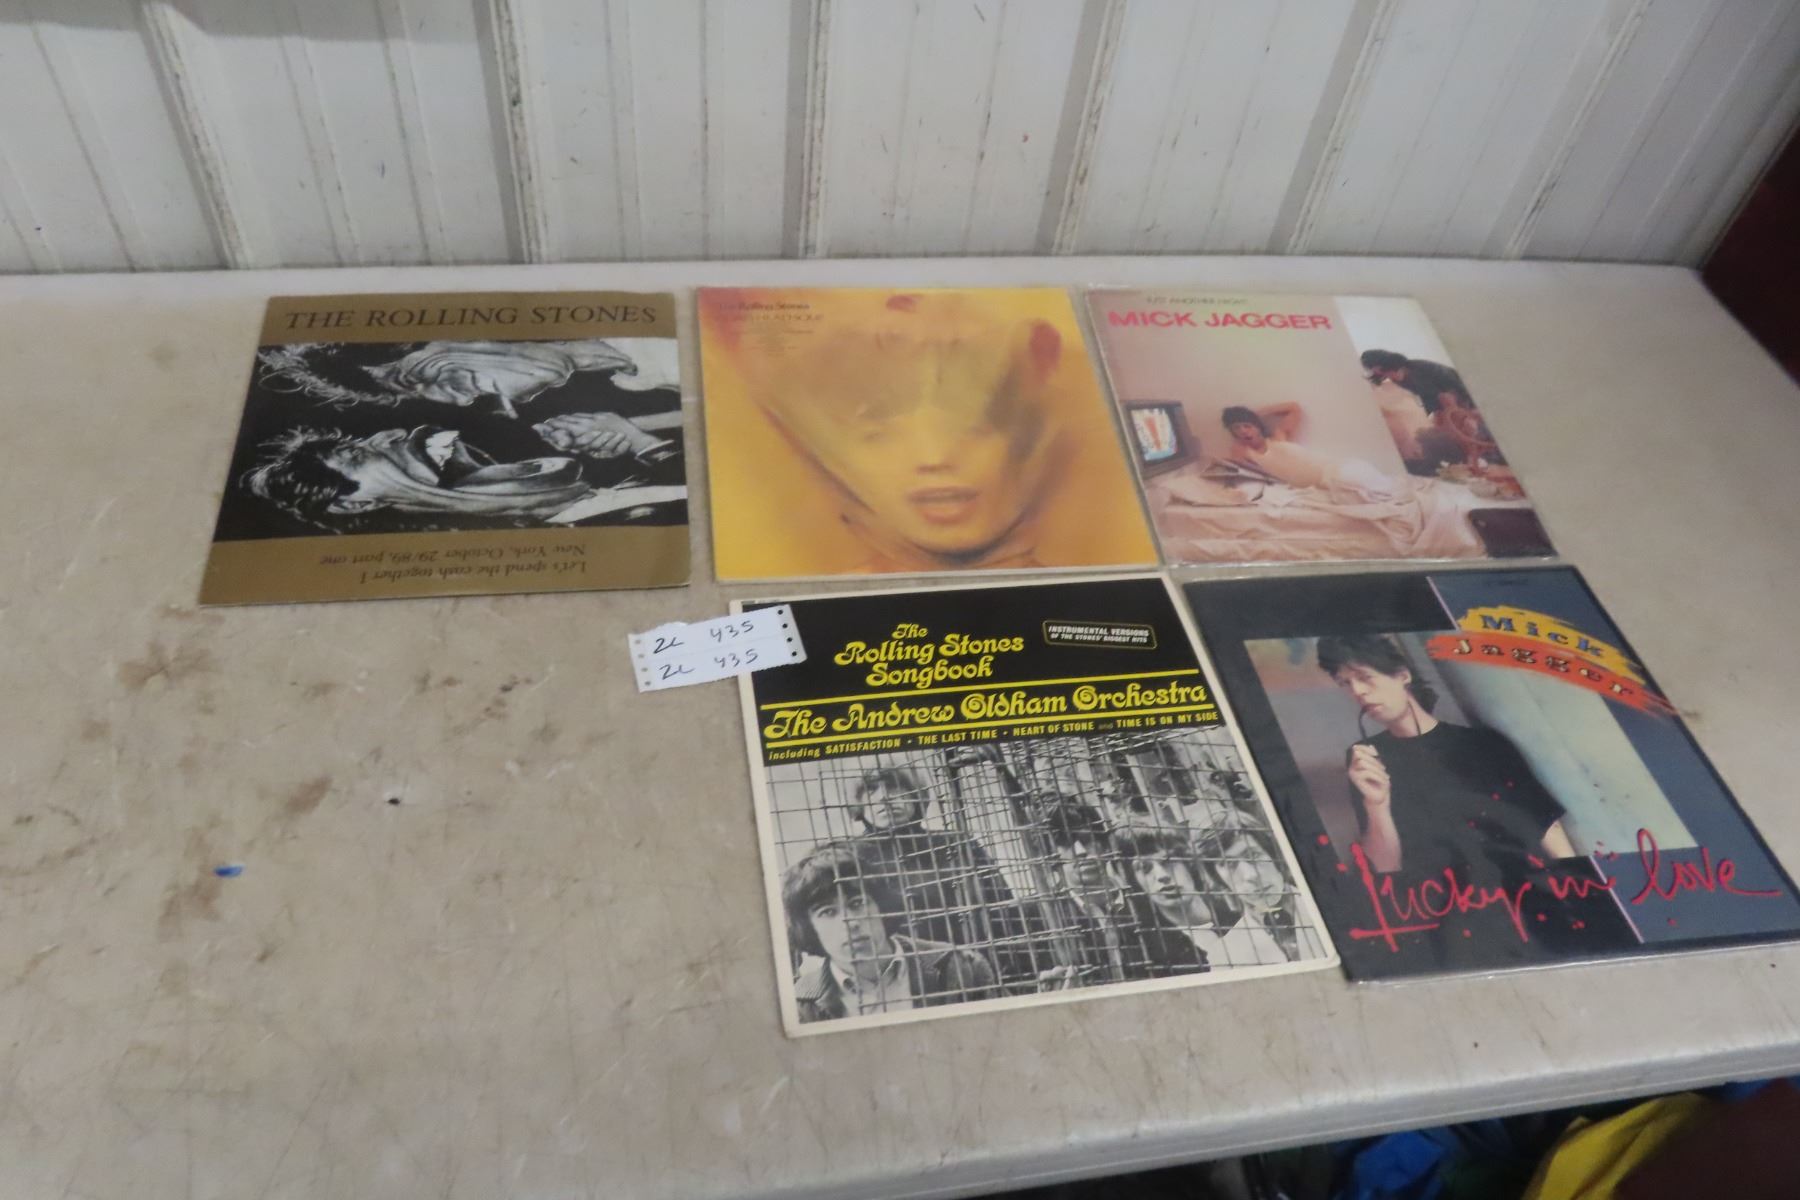 THE ROLLING STONES
Let's spend the cash together I
New York, October 29/89, part one
The Rolling Stones
JUST ANOTHER NIGHT
MICK JAGGER
2L 435
2L 435
The
Rolling Stones
Songbook
INSTRUMENTAL VERSIONS
OF THE STONES' BIGGEST HITS
The Andrew Oldham Orchestra
including SATISFACTION • THE LAST TIME • HEART OF STONE and TIME IS ON MY SIDE
Mick
Jagger
Lucky in love